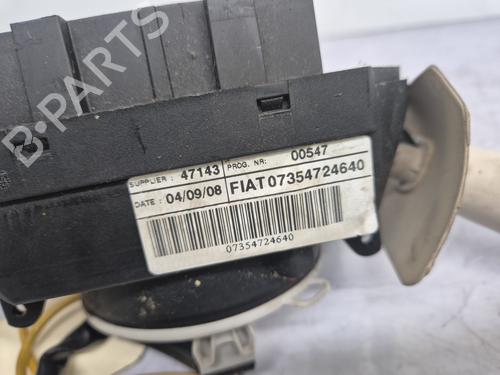 B-PARTS
SUPPLIER : 47143 PROG. NR: 00547
DATE : 04/09/08 FIAT07354724640
07354724640